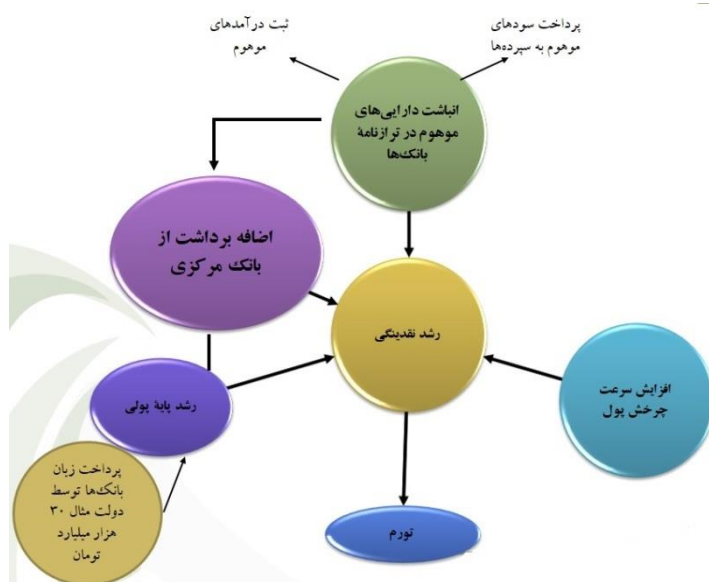 ثبت درآمدهای
موهوم
پرداخت سودهای
موهوم به سپرده‌ها
انباشت دارایی‌های
موهوم در ترازنامهٔ
بانک‌ها
اضافه برداشت از
بانک مرکزی
رشد نقدینگی
افزایش سرعت
چرخش پول
رشد پایهٔ پولی
پرداخت زیان
بانک‌ها توسط
دولت مثال ۳۰
هزار میلیارد
تومان
تورم